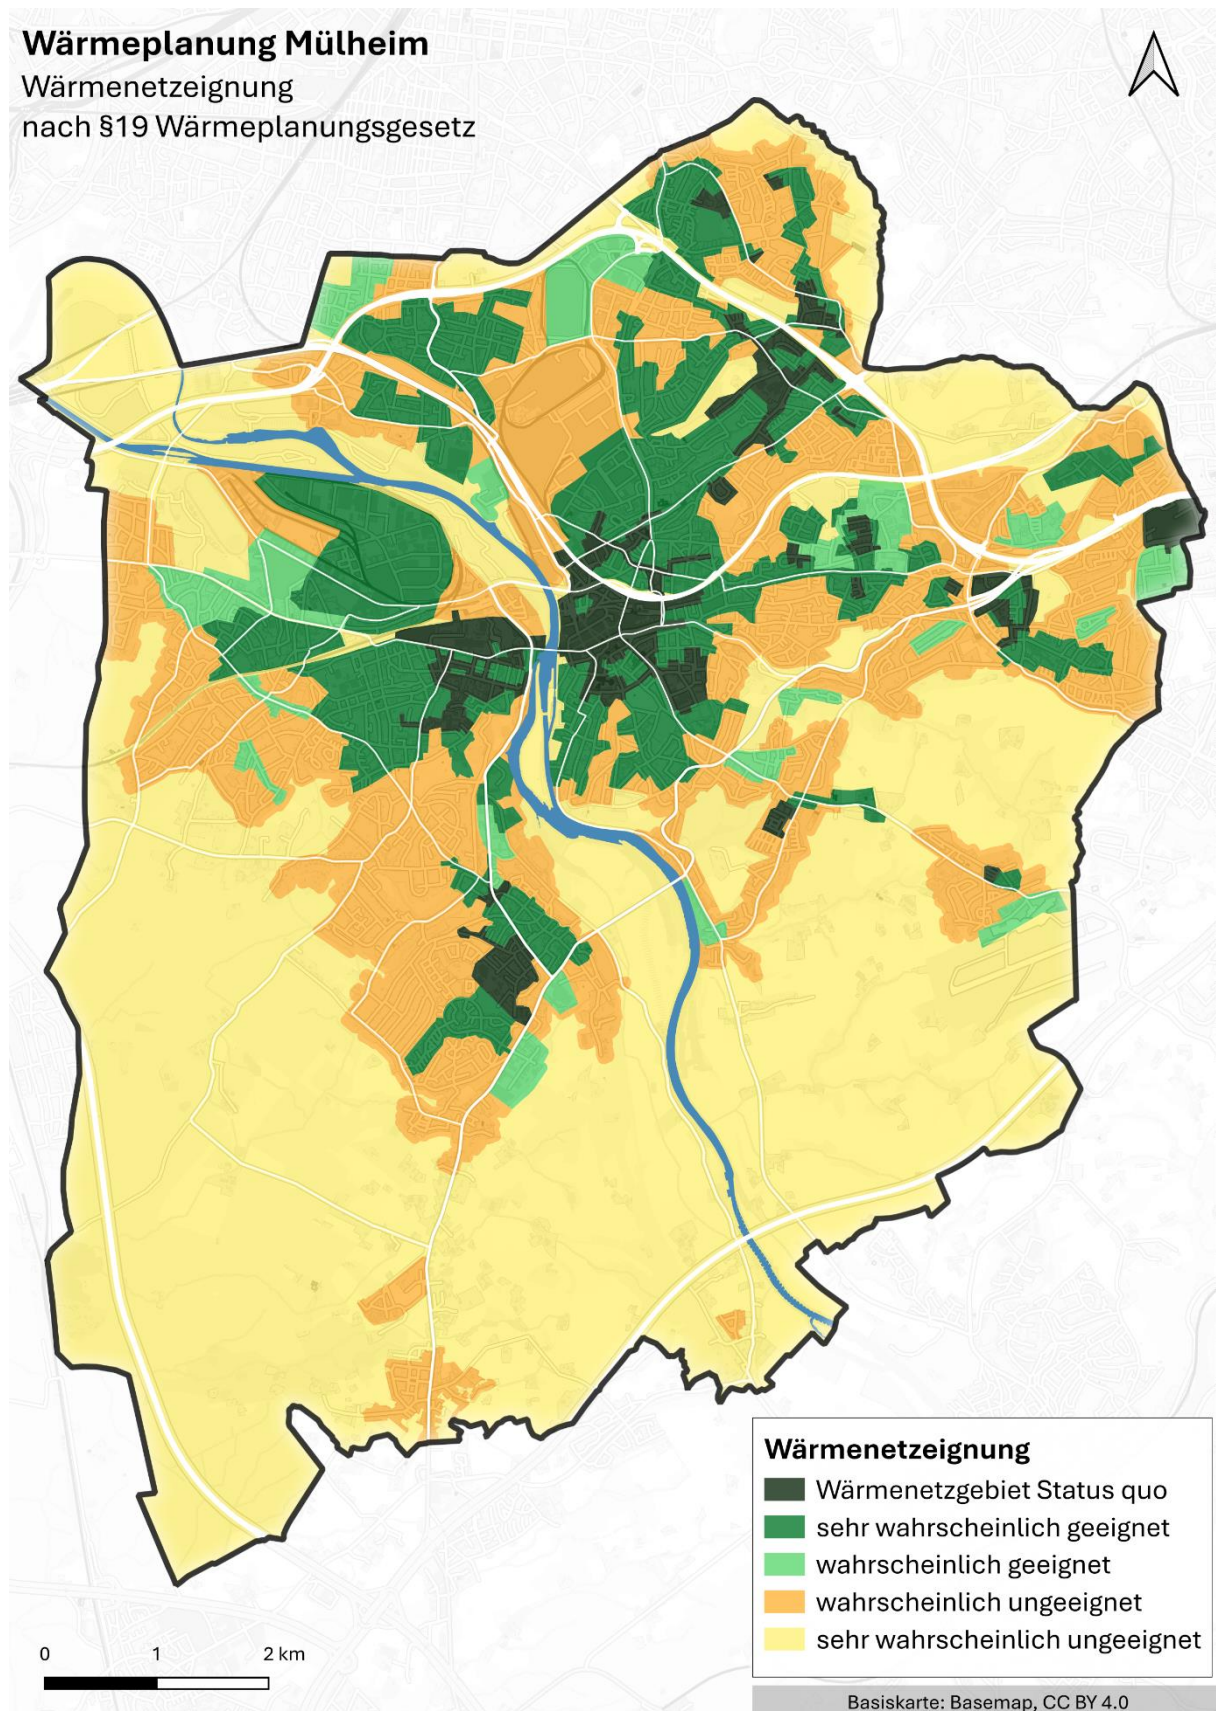 Wärmeplanung Mülheim
Wärmenetzeignung
nach §19 Wärmeplanungsgesetz
Wärmenetzeignung
Wärmenetzgebiet Status quo
sehr wahrscheinlich geeignet
wahrscheinlich geeignet
wahrscheinlich ungeeignet
sehr wahrscheinlich ungeeignet
0 1 2 km
Basiskarte: Basemap, CC BY 4.0